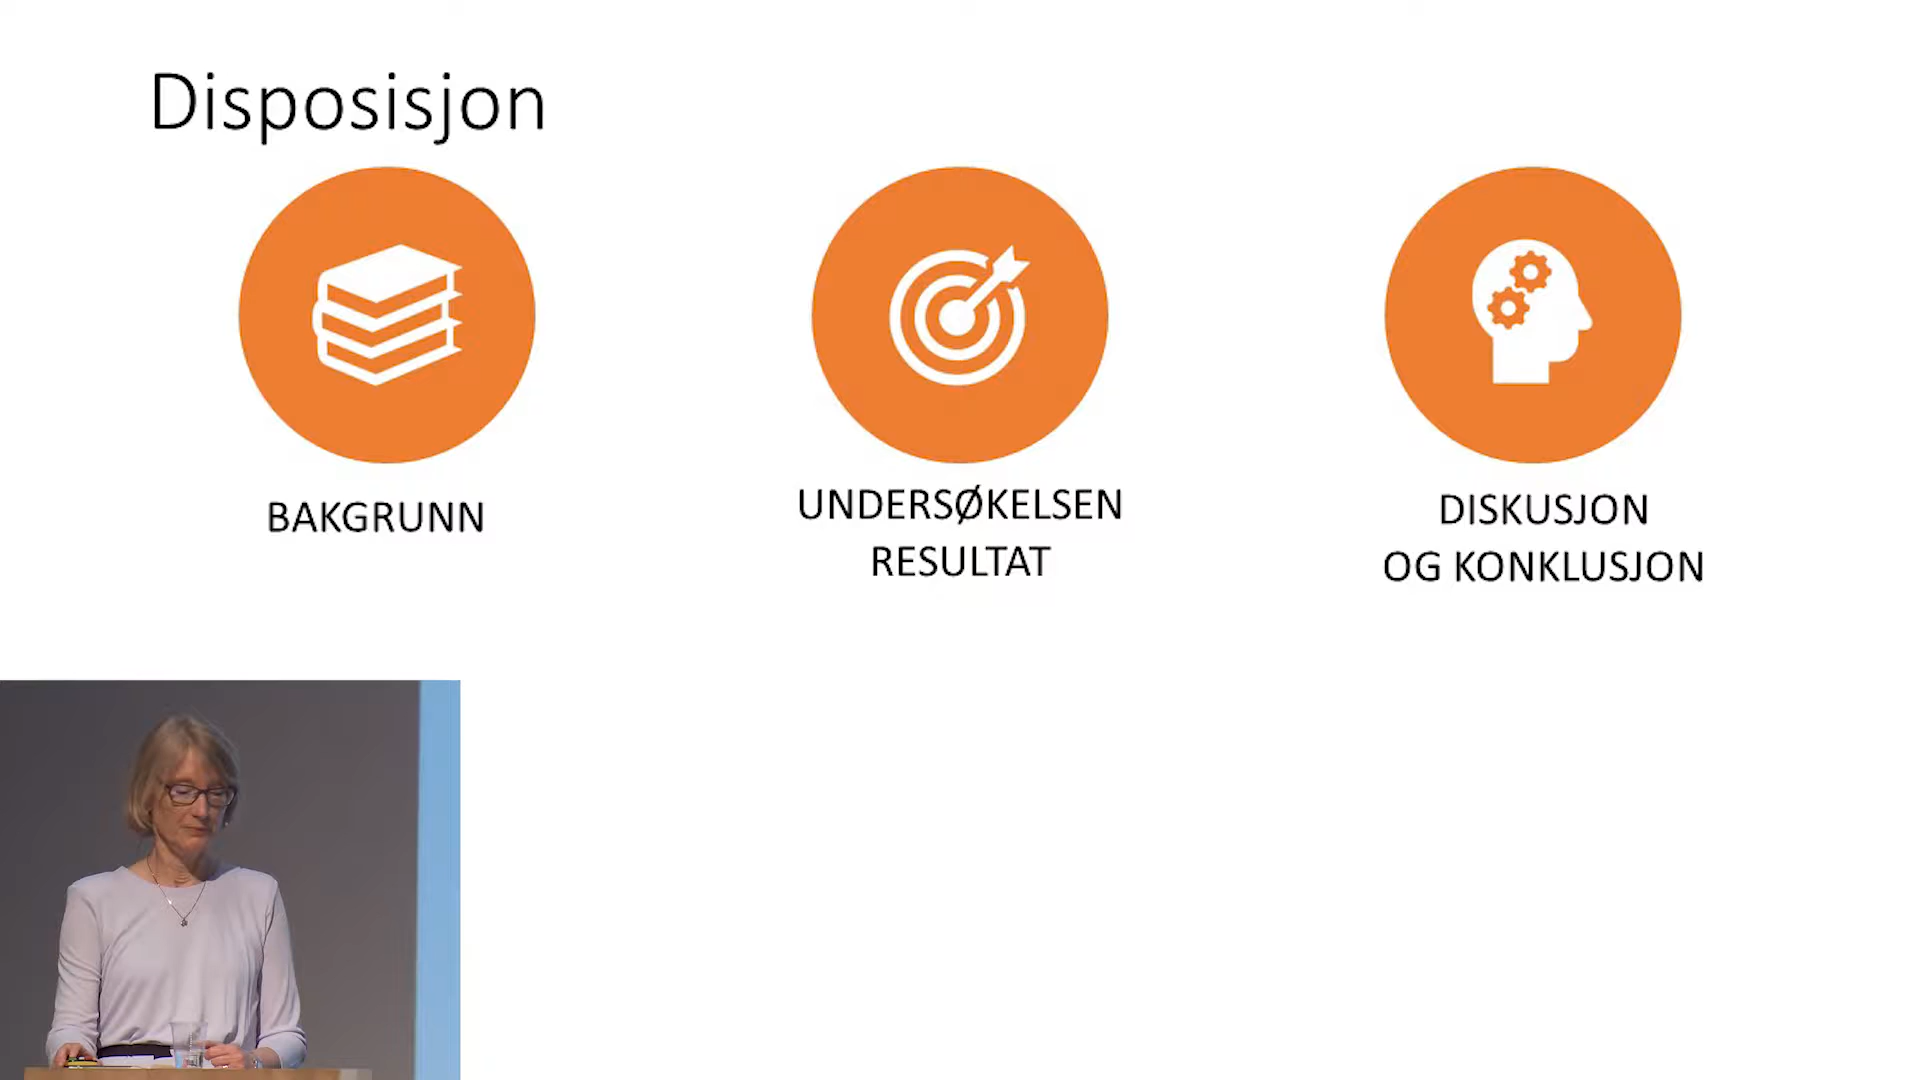 Disposisjon
BAKGRUNN
UNDERSØKELSEN
RESULTAT
DISKUSJON
OG KONKLUSJON